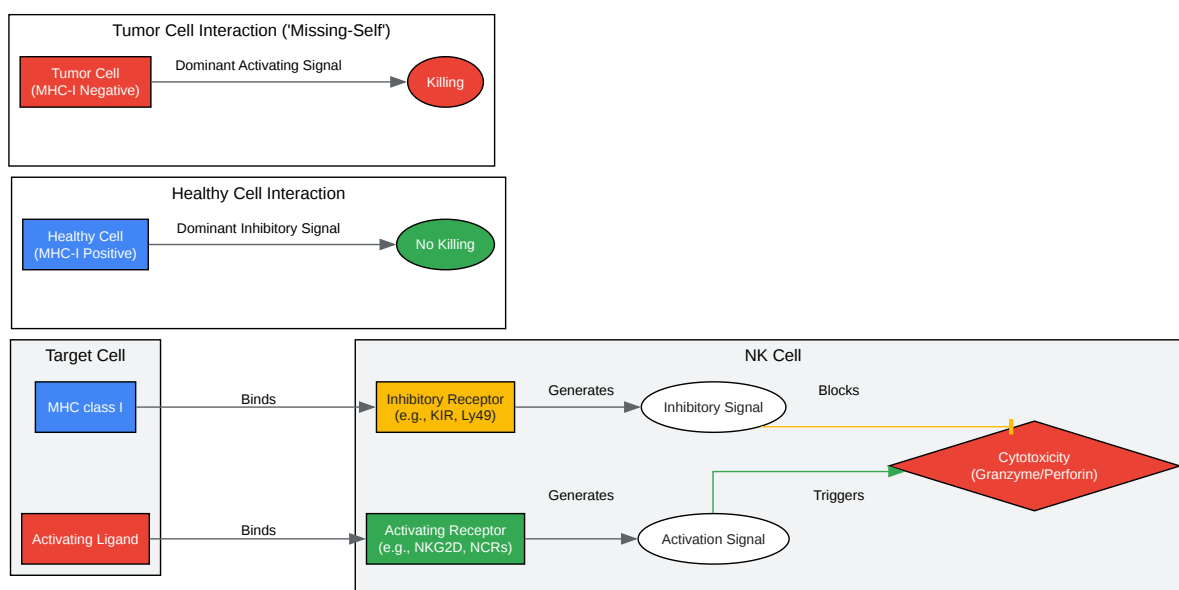 Tumor Cell Interaction ('Missing-Self')
Tumor Cell
(MHC-I Negative)
Dominant Activating Signal
Killing
Healthy Cell Interaction
Healthy Cell
(MHC-I Positive)
Dominant Inhibitory Signal
No Killing
Target Cell
NK Cell
MHC class I
Binds
Inhibitory Receptor
(e.g., KIR, Ly49)
Generates
Inhibitory Signal
Blocks
Cytotoxicity
(Granzyme/Perforin)
Activating Ligand
Binds
Activating Receptor
(e.g., NKG2D, NCRs)
Generates
Activation Signal
Triggers